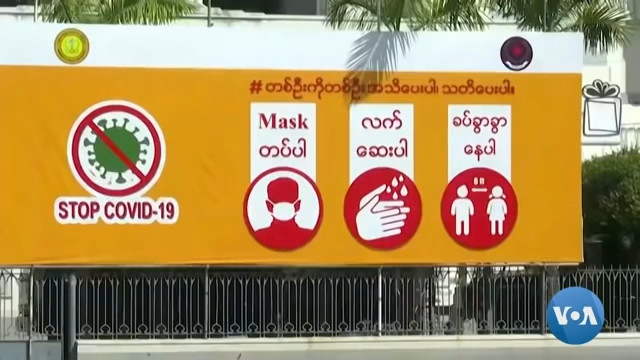 # တစ်ဦးကိုတစ်ဦး အသိပေးပါ၊ သတိပေးပါ။
Mask
တပ်ပါ
လက်
ဆေးပါ
ခပ်ခွာခွာ
နေပါ
STOP COVID-19
VOA